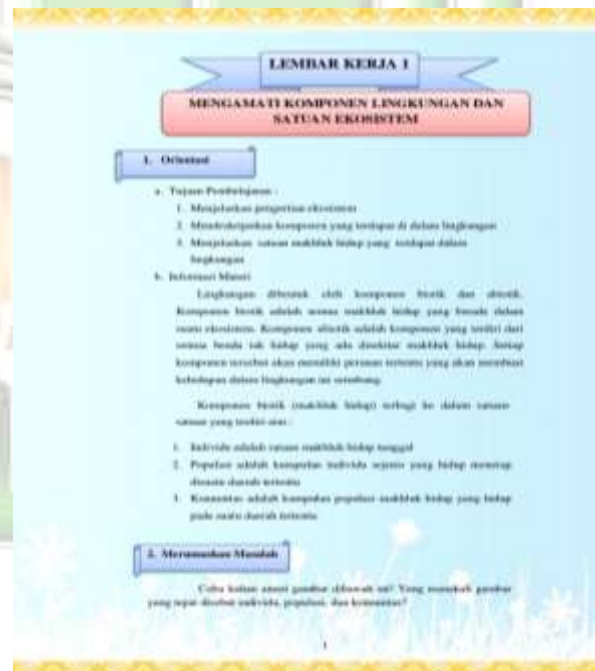 LEMBAR KERJA 1
MENGAMATI KOMPONEN LINGKUNGAN DAN
SATUAN EKOSISTEM
1. Orientasi
a. Tujuan Pembelajaran :
1. Menjelaskan pengertian ekosistem
2. Mendeskripsikan komponen yang terdapat di dalam lingkungan
3. Menjelaskan satuan makhluk hidup yang terdapat dalam
lingkungan
b. Informasi Materi
Lingkungan dibentuk oleh komponen biotik dan abiotik.
Komponen biotik adalah semua makhluk hidup yang berada dalam
suatu ekosistem. Komponen abiotik adalah komponen yang terdiri dari
semua benda tak hidup yang ada disekitar makhluk hidup. Setiap
komponen tersebut akan memiliki peranan tertentu yang akan membuat
kehidupan dalam lingkungan ini seimbang.
Komponen biotik (makhluk hidup) terbagi ke dalam satuan-
satuan yang terdiri atas :
1. Individu adalah satuan makhluk hidup tunggal
2. Populasi adalah kumpulan individu sejenis yang hidup menetap
disuatu daerah tertentu
3. Komunitas adalah kumpulan populasi makhluk hidup yang hidup
pada suatu daerah tertentu
2. Merumuskan Masalah
Coba kalian amati gambar dibawah ini! Yang manakah gambar
yang tepat disebut individu, populasi, dan komunitas?
1